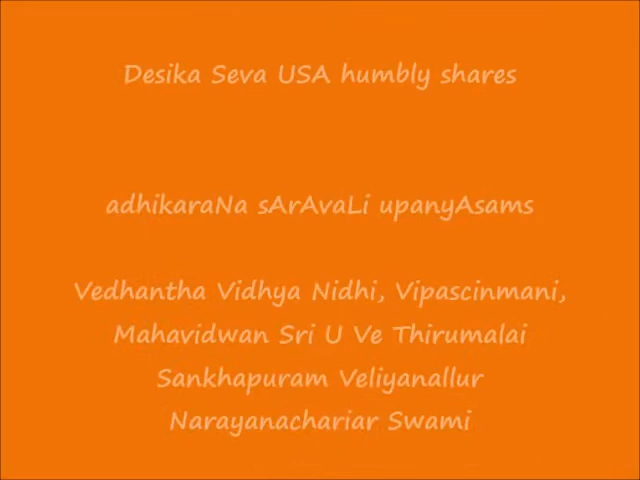 Desika Seva USA humbly shares
adhikaraNa sArAvaLi upanyAsams
Vedhantha Vidhya Nidhi, Vipascinmani,
Mahavidwan Sri U Ve Thirumalai
Sankhapuram Veliyanallur
Narayanachariar Swami